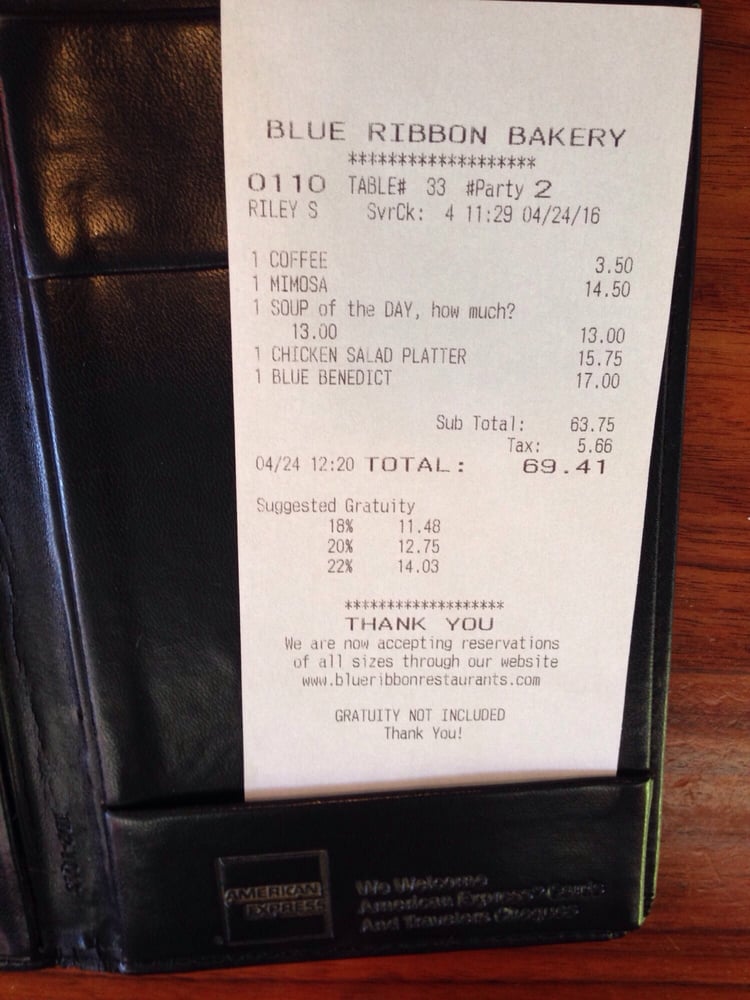 BLUE RIBBON BAKERY
*******************
0110 TABLE# 33 #Party 2
RILEY S SvrCk: 4 11:29 04/24/16
1 COFFEE 3.50
1 MIMOSA 14.50
1 SOUP of the DAY, how much?
13.00 13.00
1 CHICKEN SALAD PLATTER 15.75
1 BLUE BENEDICT 17.00
Sub Total: 63.75
Tax: 5.66
04/24 12:20 TOTAL: 69.41
Suggested Gratuity
18% 11.48
20% 12.75
22% 14.03
*******************
THANK YOU
We are now accepting reservations
of all sizes through our website
www.blueribbonrestaurants.com
GRATUITY NOT INCLUDED
Thank You!
AMERICAN
EXPRESS
We Welcome
American Express® Cards
And Travelers Cheques